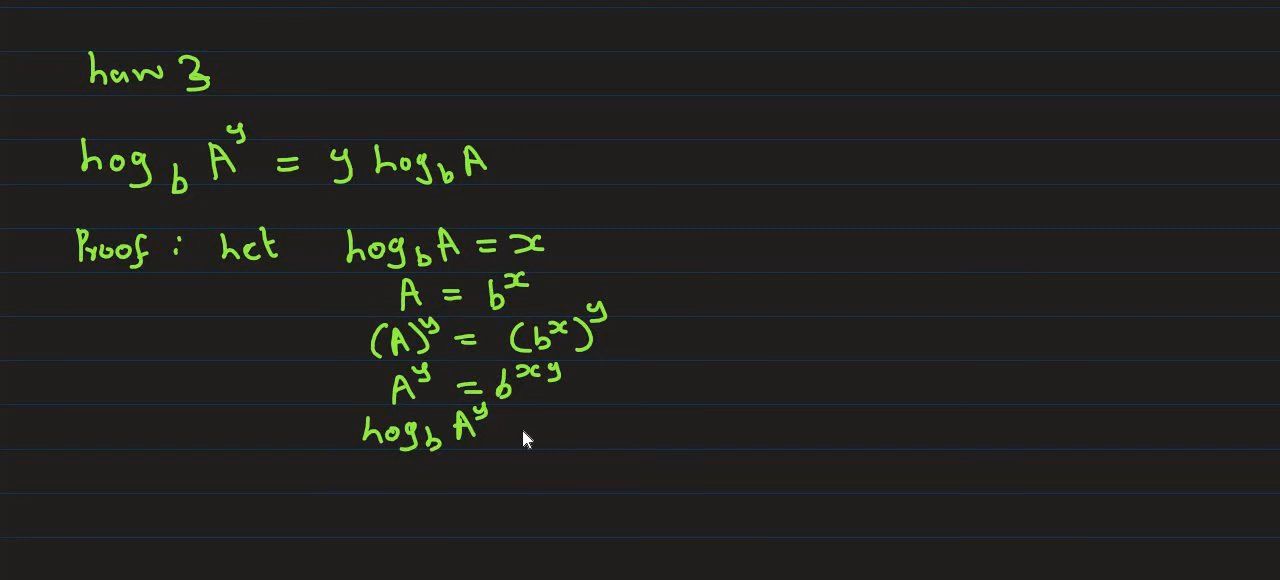 Law 3
Log_b A^y = y Log_b A
Proof : Let Log_b A = x
A = b^x
(A)^y = (b^x)^y
A^y = b^{xy}
Log_b A^y